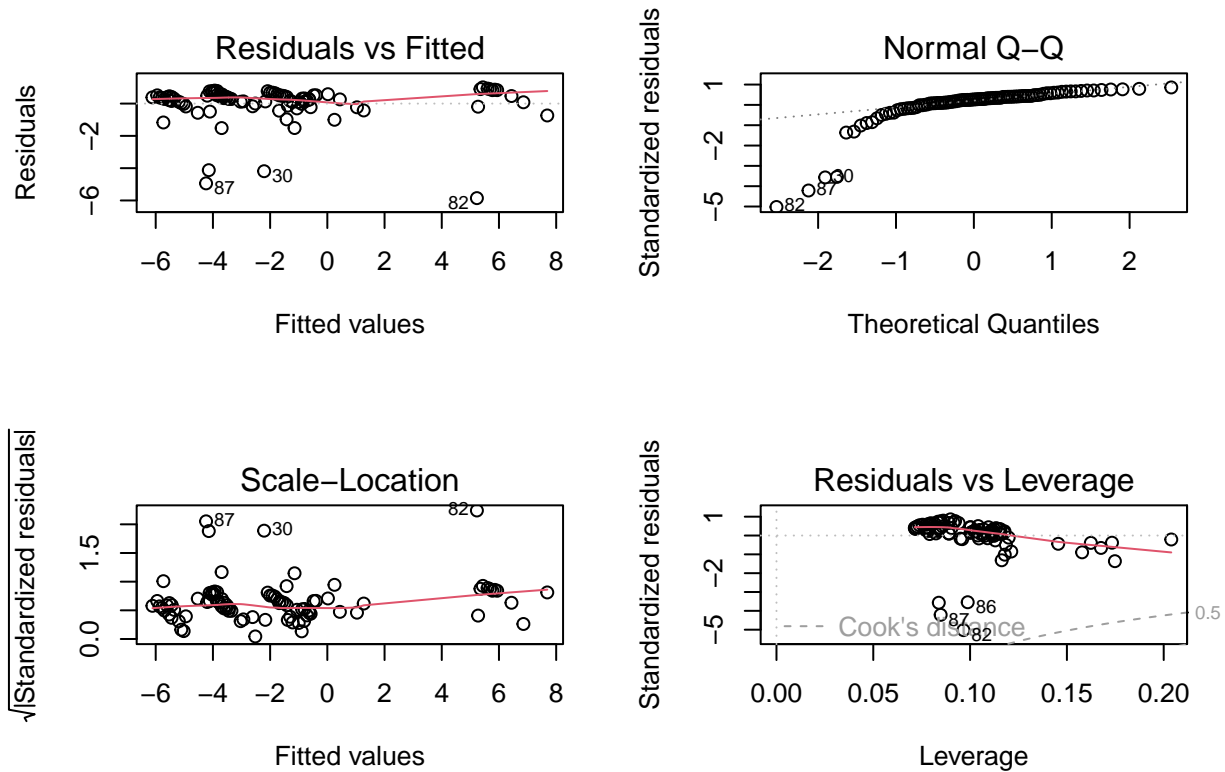 Residuals vs Fitted
Residuals
−2
−6
87
30
82
−6 −4 −2 0 2 4 6 8
Fitted values
Normal Q−Q
Standardized residuals
1
−2
−5
82
87
30
−2 −1 0 1 2
Theoretical Quantiles
Scale−Location
√|Standardized residuals|
1.5
0.0
87
30
82
−6 −4 −2 0 2 4 6 8
Fitted values
Residuals vs Leverage
Standardized residuals
1
−2
−5
86
87
82
Cook's distance
0.5
0.00 0.05 0.10 0.15 0.20
Leverage